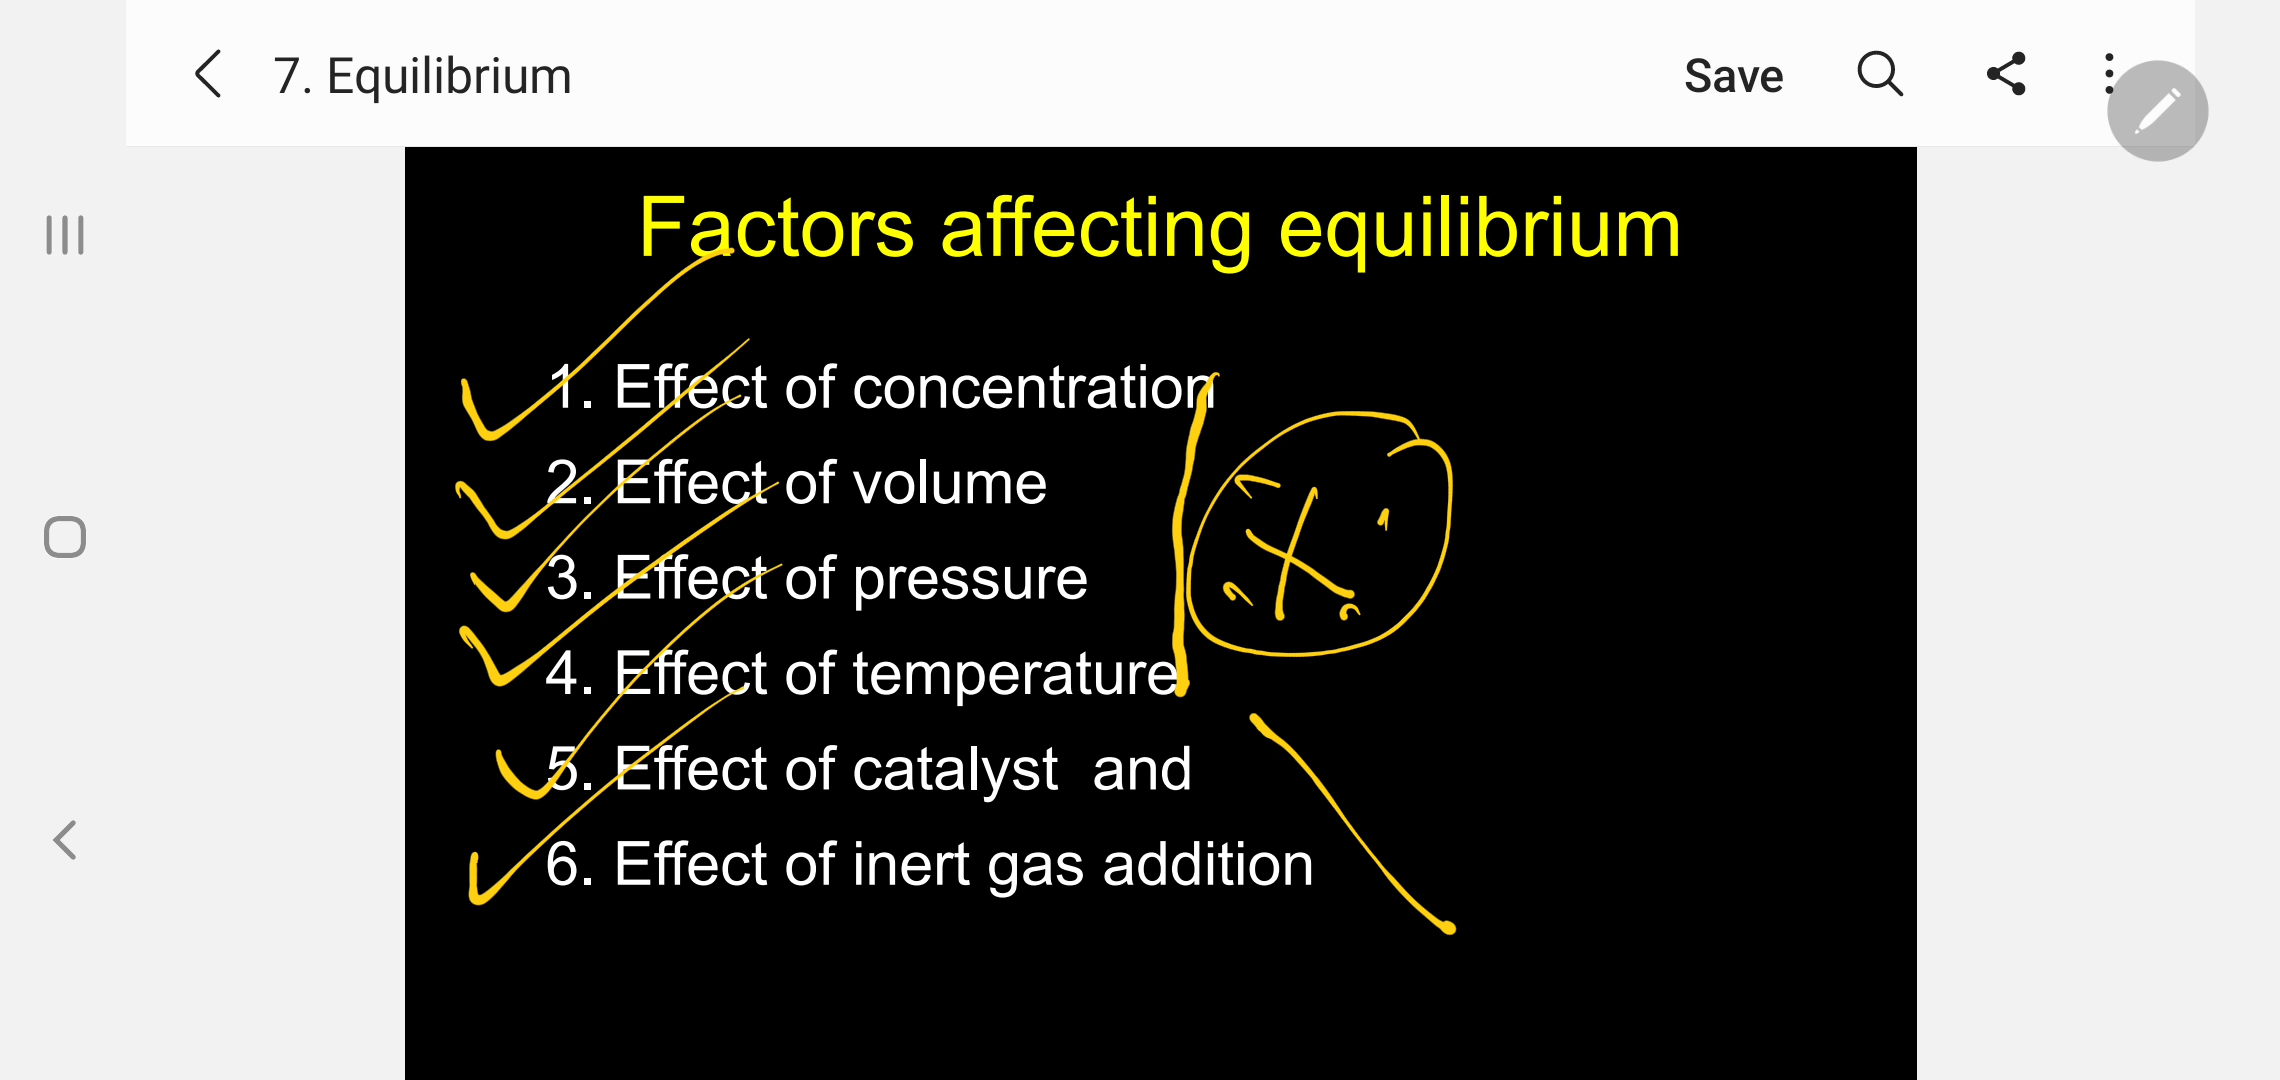 7. Equilibrium
Save
Factors affecting equilibrium
1. Effect of concentration
2. Effect of volume
3. Effect of pressure
4. Effect of temperature
5. Effect of catalyst and
6. Effect of inert gas addition